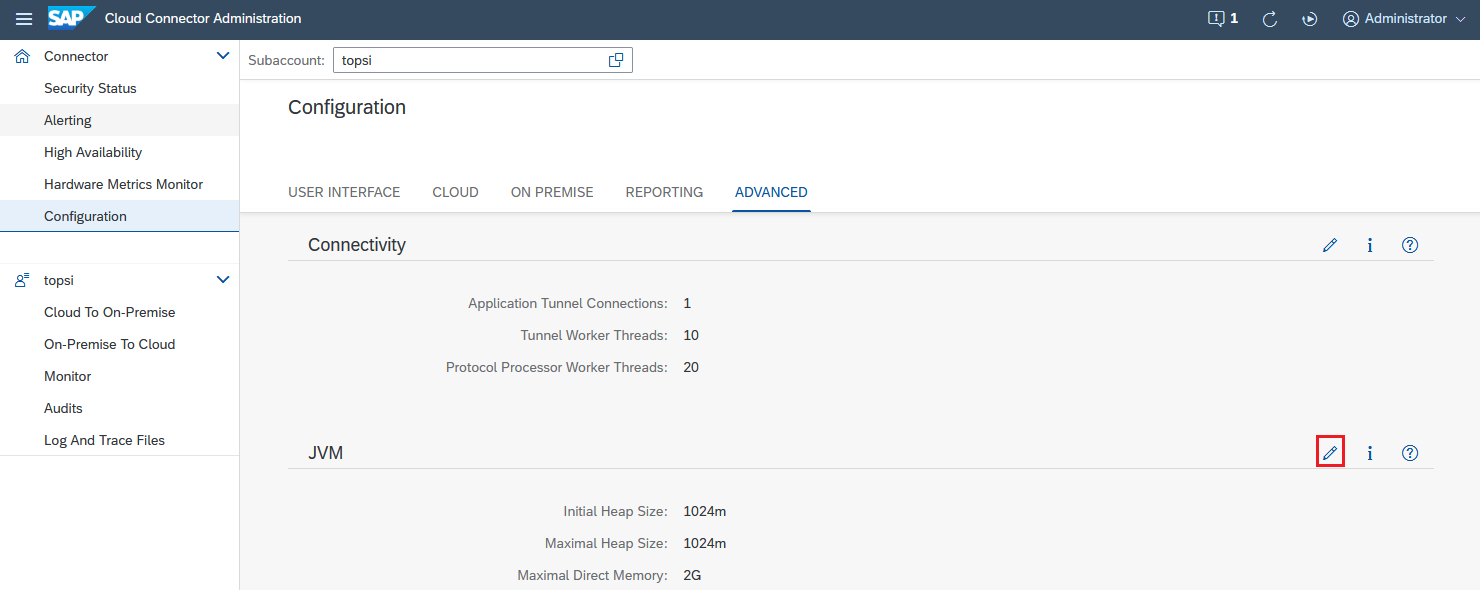 SAP Cloud Connector Administration
1
Administrator
Connector
Security Status
Alerting
High Availability
Hardware Metrics Monitor
Configuration
topsi
Cloud To On-Premise
On-Premise To Cloud
Monitor
Audits
Log And Trace Files
Subaccount: topsi
Configuration
USER INTERFACE CLOUD ON PREMISE REPORTING ADVANCED
Connectivity
Application Tunnel Connections: 1
Tunnel Worker Threads: 10
Protocol Processor Worker Threads: 20
JVM
Initial Heap Size: 1024m
Maximal Heap Size: 1024m
Maximal Direct Memory: 2G